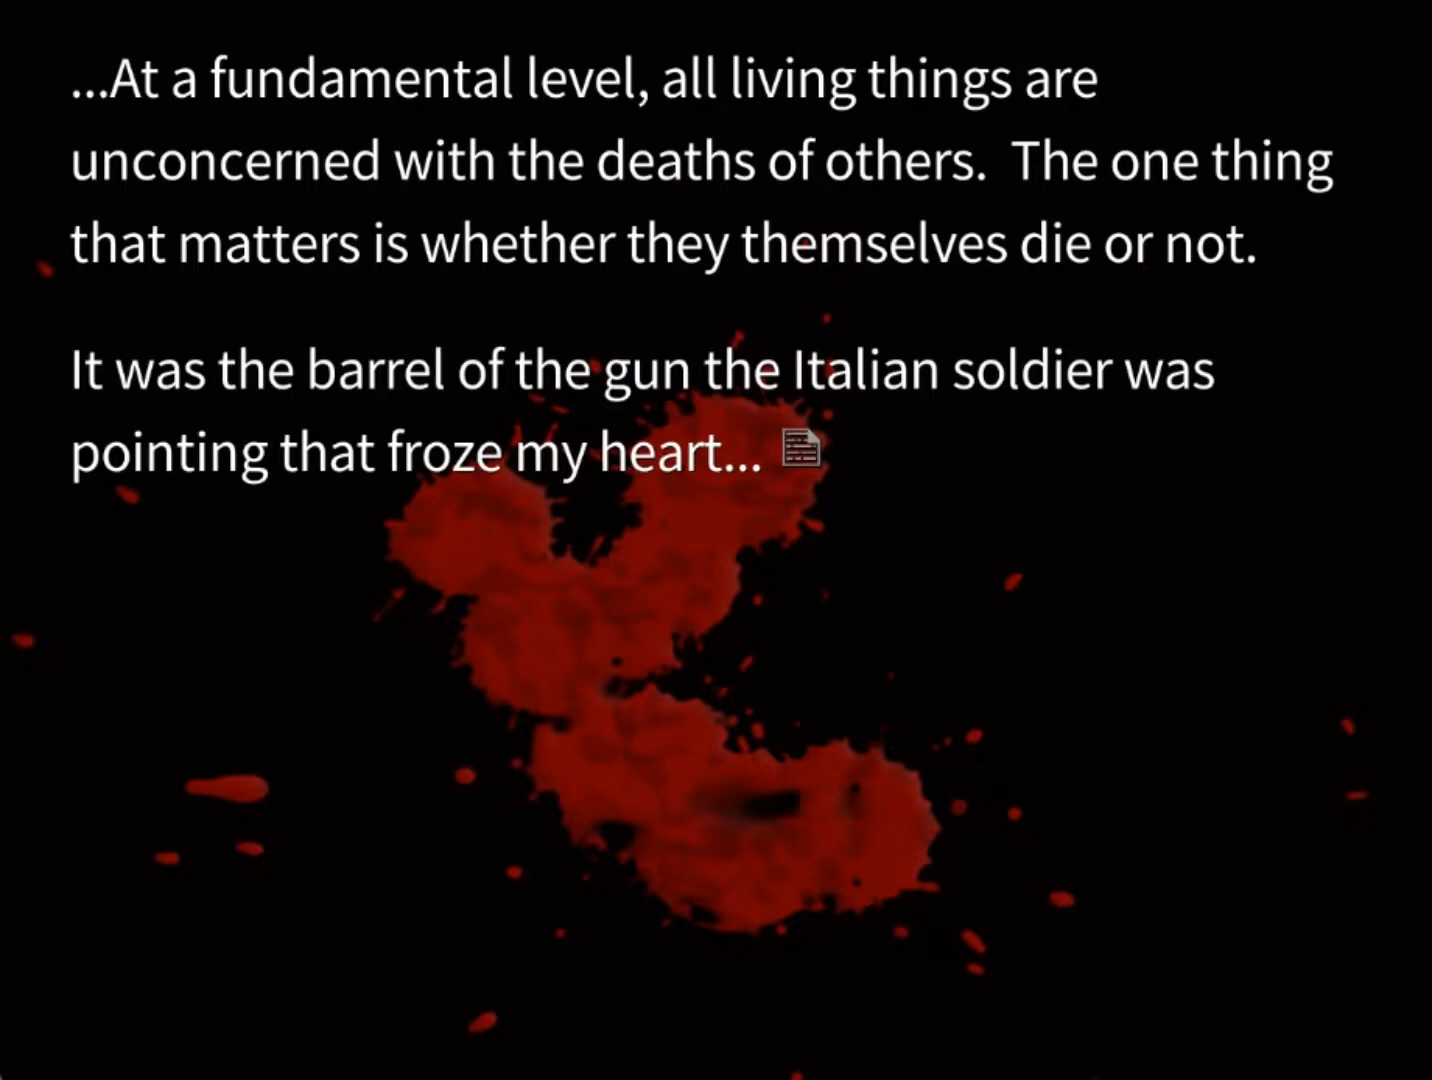 ...At a fundamental level, all living things are
unconcerned with the deaths of others.  The one thing
that matters is whether they themselves die or not.
It was the barrel of the gun the Italian soldier was
pointing that froze my heart...